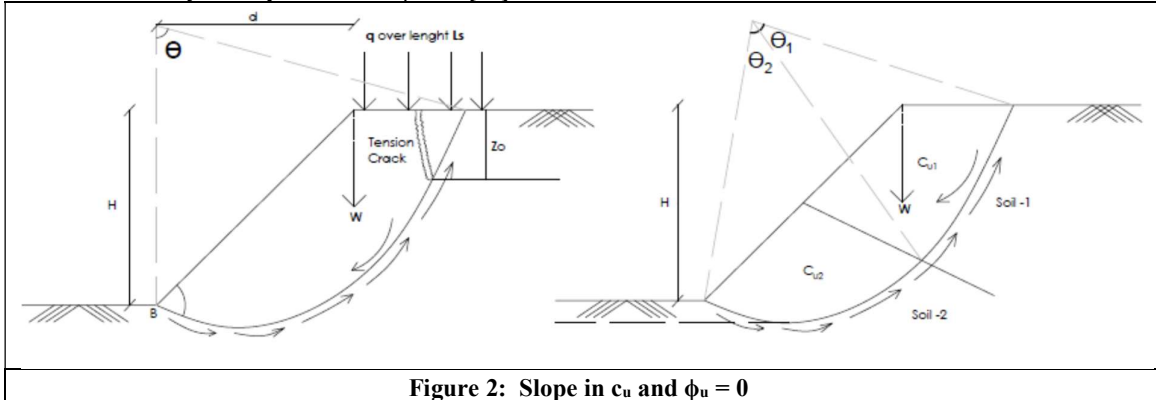 d
θ
q over lenght Ls
Tension
Crack
Zo
H
W
B
θ1
θ2
Cu1
H
W
Soil -1
Cu2
Soil -2
Figure 2: Slope in cu and ϕu = 0